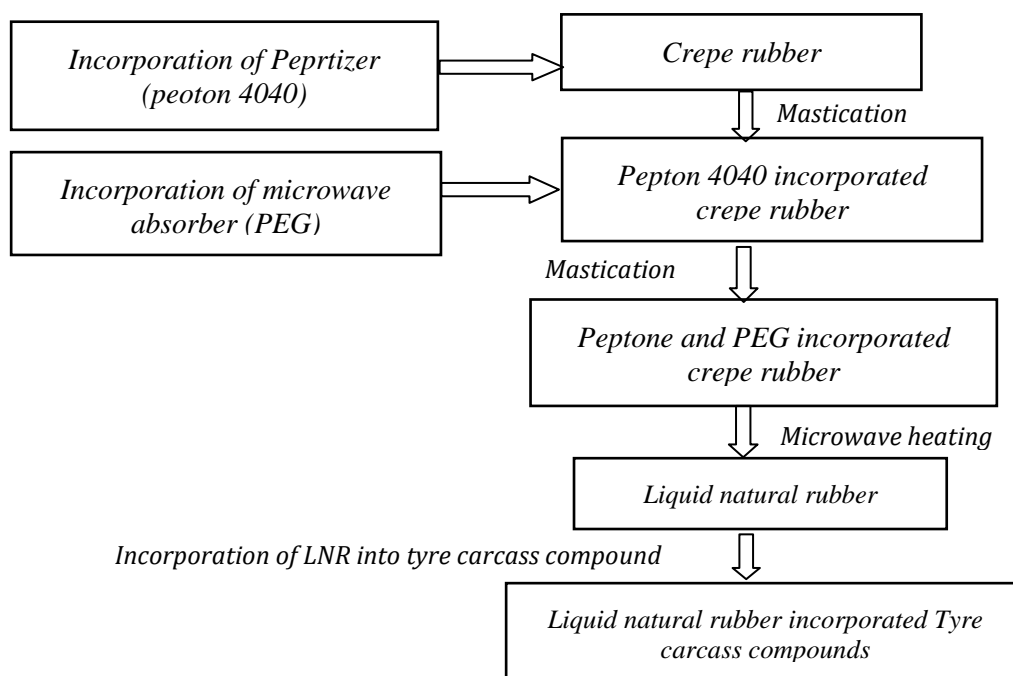 Incorporation of Peprtizer
(peoton 4040)
Crepe rubber
Mastication
Incorporation of microwave
absorber (PEG)
Pepton 4040 incorporated
crepe rubber
Mastication
Peptone and PEG incorporated
crepe rubber
Microwave heating
Liquid natural rubber
Incorporation of LNR into tyre carcass compound
Liquid natural rubber incorporated Tyre
carcass compounds